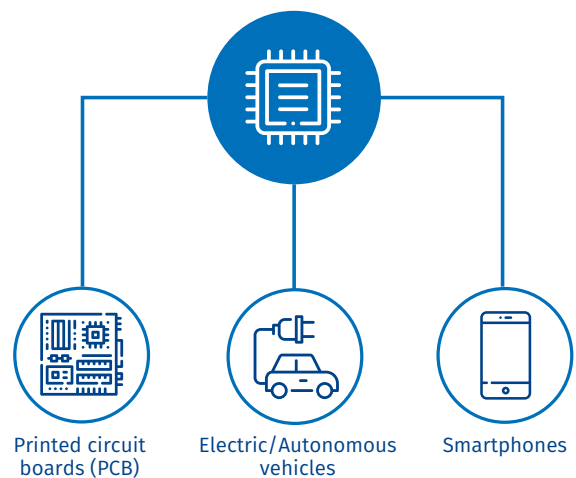 Printed circuit
boards (PCB)
Electric/Autonomous
vehicles
Smartphones